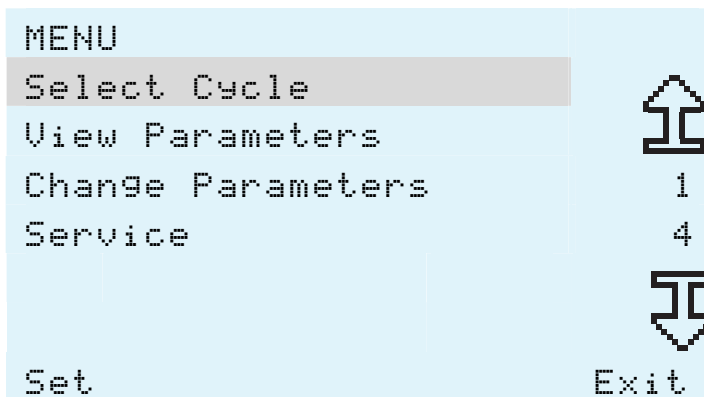 MENU
Select Cycle
View Parameters
Change Parameters 1
Service 4
Set Exit